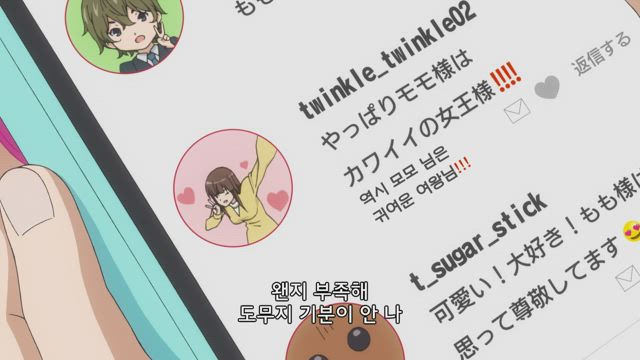 twinkle_twinkle02
やっぱりモモ様は
カワイイの女王様!!!!
역시 모모 님은
귀여운 여왕님!!!
返信する
t_sugar_stick
可愛い!大好き!もも様に
思って尊敬してます😍
왠지 부족해
도무지 기분이 안 나